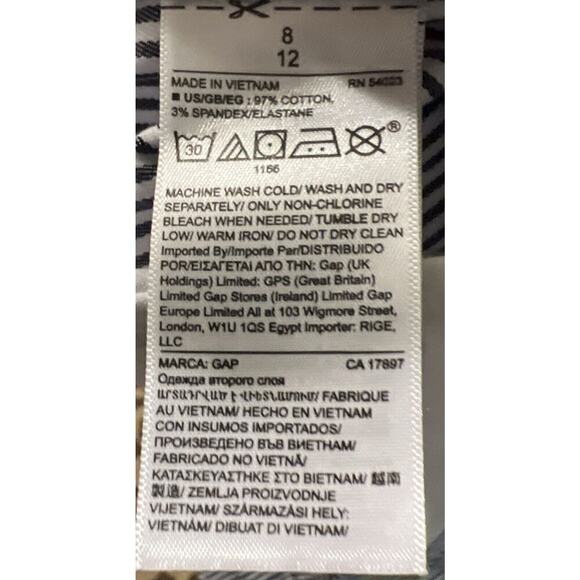 8
12
MADE IN VIETNAM RN 54023
■ US/GB/EG : 97% COTTON,
3% SPANDEX/ELASTANE
30 ®
1166
MACHINE WASH COLD/ WASH AND DRY
SEPARATELY/ ONLY NON-CHLORINE
BLEACH WHEN NEEDED/ TUMBLE DRY
LOW/ WARM IRON/ DO NOT DRY CLEAN
Imported By/Importe Par/DISTRIBUIDO
POR/ΕΙΣΑΓΕΤΑΙ ΑΠΟ ΤΗΝ: Gap (UK
Holdings) Limited: GPS (Great Britain)
Limited Gap Stores (Ireland) Limited Gap
Europe Limited All at 103 Wigmore Street,
London, W1U 1QS Egypt Importer: RIGE,
LLC
MARCA: GAP CA 17897
Одежда второго слоя
ԱՐՏԱԴՐՎԱԾ Է ՎԻԵՏՆԱՄՈՒՄ/ FABRIQUE
AU VIETNAM/ HECHO EN VIETNAM
CON INSUMOS IMPORTADOS/
ПРОИЗВЕДЕНО ВЪВ ВИЕТНАМ/
FABRICADO NO VIETNÃ/
ΚΑΤΑΣΚΕΥΑΣΤΗΚΕ ΣΤΟ ΒΙΕΤΝΑΜ/ 越南
製造/ ZEMLJA PROIZVODNJE
VIJETNAM/ SZÁRMAZÁSI HELY:
VIETNÁM/ DIBUAT DI VIETNAM/